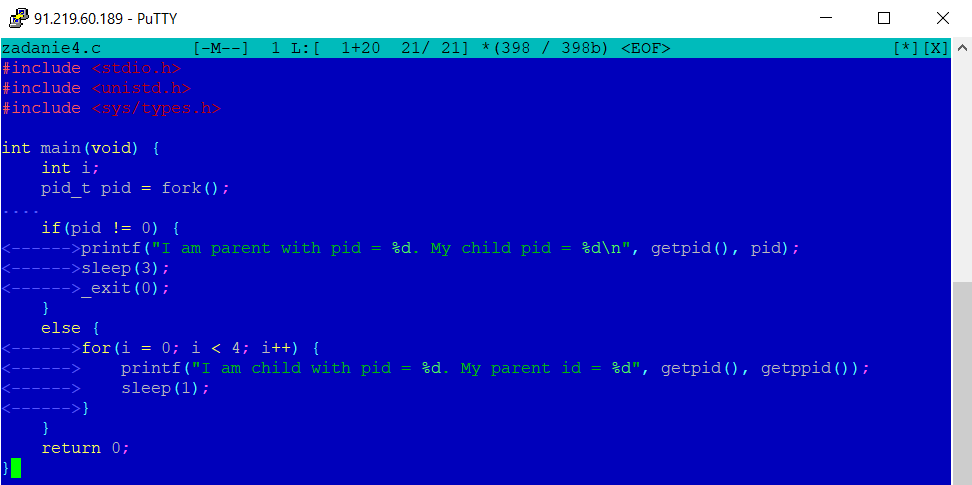 91.219.60.189 - PuTTY
zadanie4.c [-M--] 1 L:[ 1+20 21/ 21] *(398 / 398b) <EOF> [*][X]
#include <stdio.h>
#include <unistd.h>
#include <sys/types.h>
int main(void) {
int i;
pid_t pid = fork();
....
if(pid != 0) {
<------>printf("I am parent with pid = %d. My child pid = %d\n", getpid(), pid);
<------>sleep(3);
<------>_exit(0);
}
else {
<------>for(i = 0; i < 4; i++) {
<------> printf("I am child with pid = %d. My parent id = %d", getpid(), getppid());
<------> sleep(1);
<------>}
}
return 0;
}